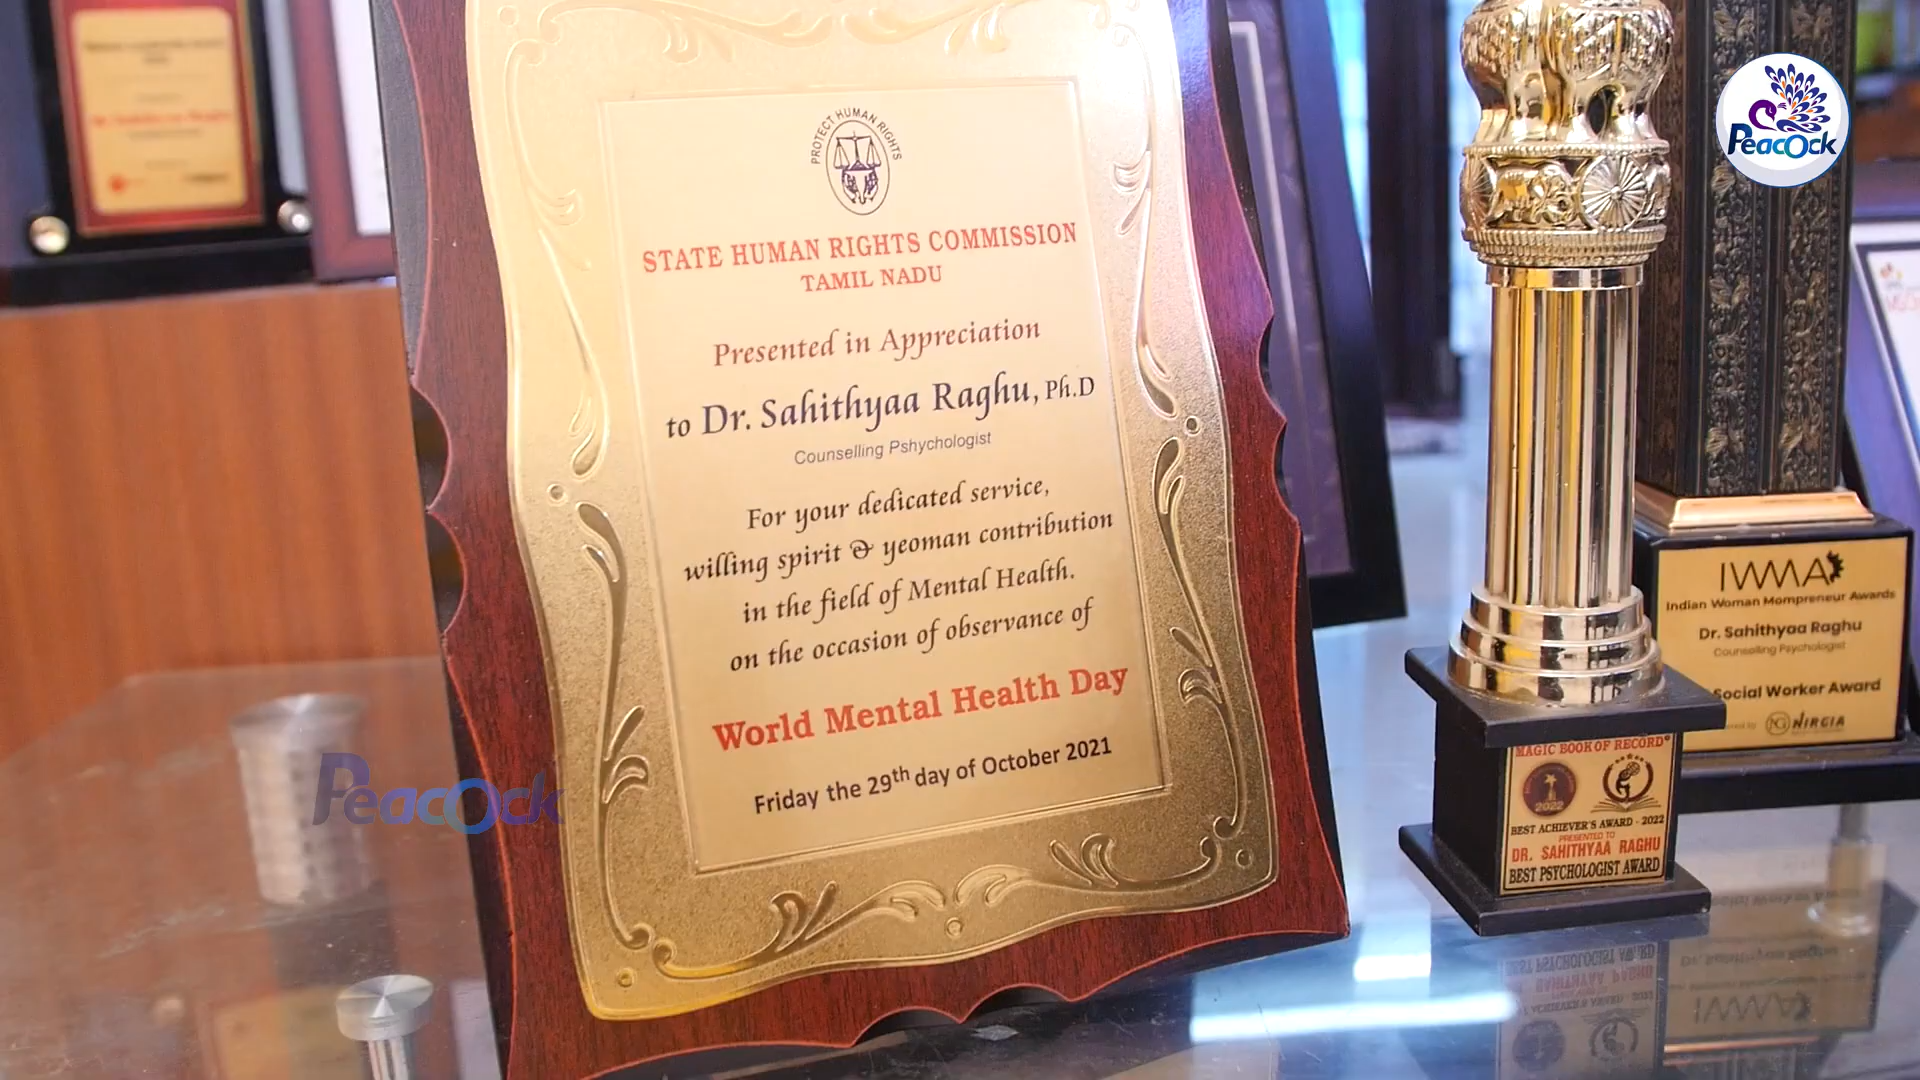 PROTECT HUMAN RIGHTS
STATE HUMAN RIGHTS COMMISSION
TAMIL NADU
Presented in Appreciation
to Dr. Sahithyaa Raghu, Ph.D
Counselling Pshychologist
For your dedicated service,
willing spirit & yeoman contribution
in the field of Mental Health.
on the occasion of observance of
World Mental Health Day
Friday the 29th day of October 2021
Peacock
Peacock
IWMA
Indian Woman Mompreneur Awards
Dr. Sahithyaa Raghu
Counselling Psychologist
Social Worker Award
NIRGIA
MAGIC BOOK OF RECORD
2022
BEST ACHIEVER'S AWARD - 2022
PRESENTED TO
DR. SAHITHYAA RAGHU
BEST PSYCHOLOGIST AWARD